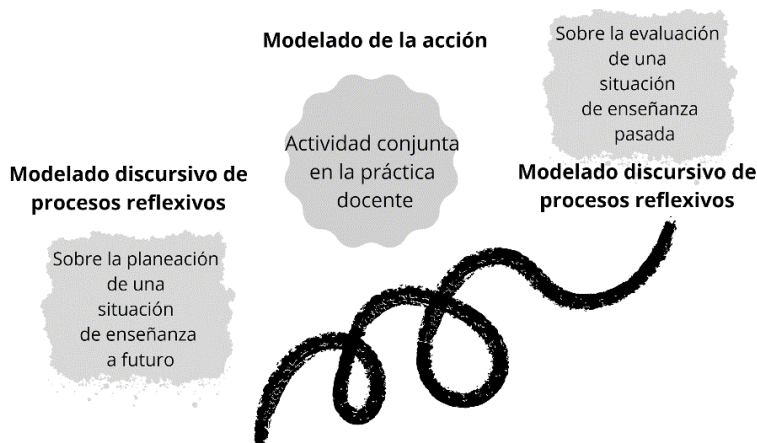 Modelado discursivo de
procesos reflexivos
Sobre la planeación
de una
situación
de enseñanza
a futuro
Modelado de la acción
Actividad conjunta
en la práctica
docente
Sobre la evaluación
de una
situación
de enseñanza
pasada
Modelado discursivo de
procesos reflexivos